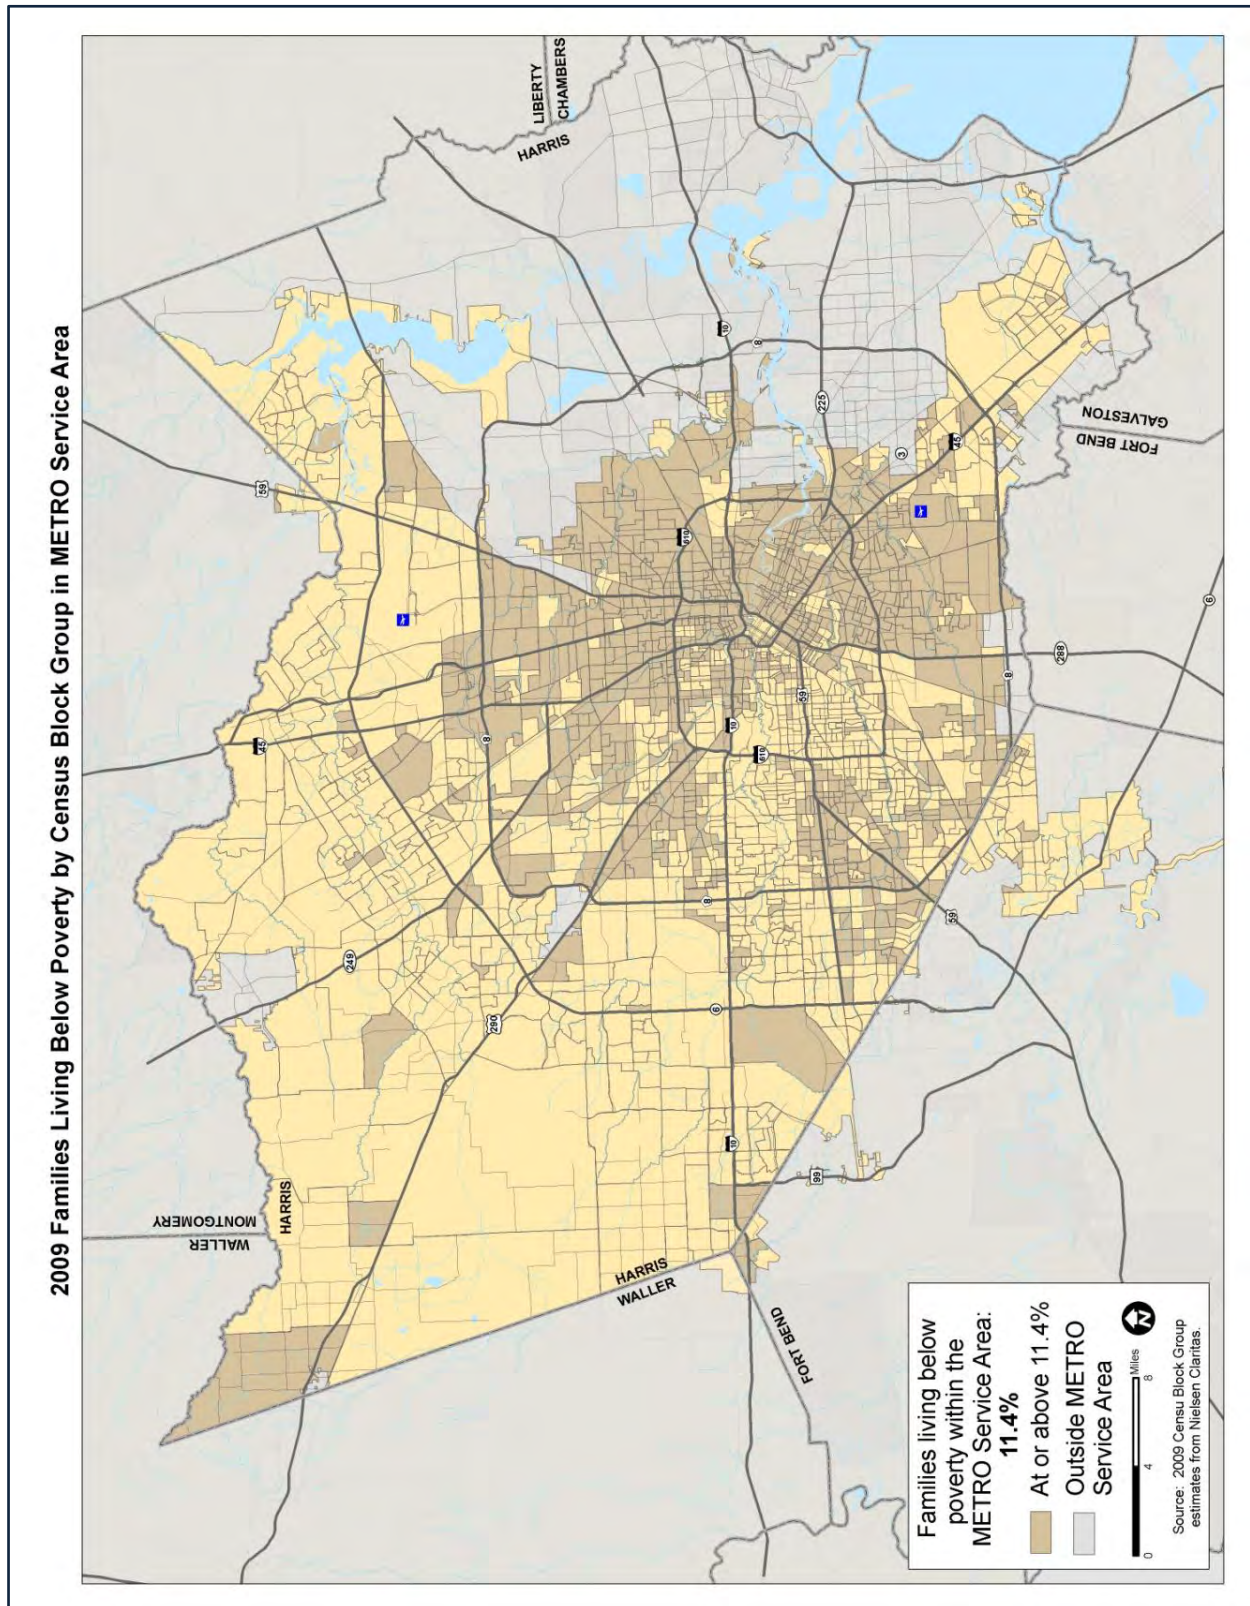 2009 Families Living Below Poverty by Census Block Group in METRO Service Area
WALLER
MONTGOMERY
HARRIS
LIBERTY
CHAMBERS
HARRIS
59
45
249
290
8
610
10
8
6
8
10
610
10
10
59
225
3
45
288
8
59
6
99
HARRIS
WALLER
FORT BEND
FORT BEND
GALVESTON
Families living below
poverty within the
METRO Service Area:
11.4%
At or above 11.4%
Outside METRO
Service Area
Miles
0 4 8
N
Source: 2009 Censu Block Group
estimates from Nielsen Claritas.